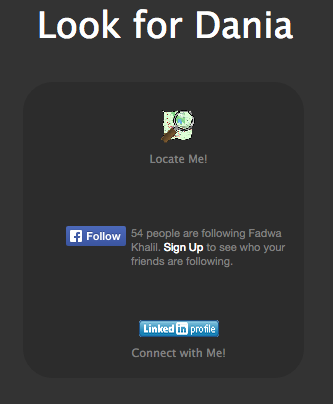 Look for Dania
Locate Me!
Follow
54 people are following Fadwa
Khalil. Sign Up to see who your
friends are following.
Linked in profile
Connect with Me!